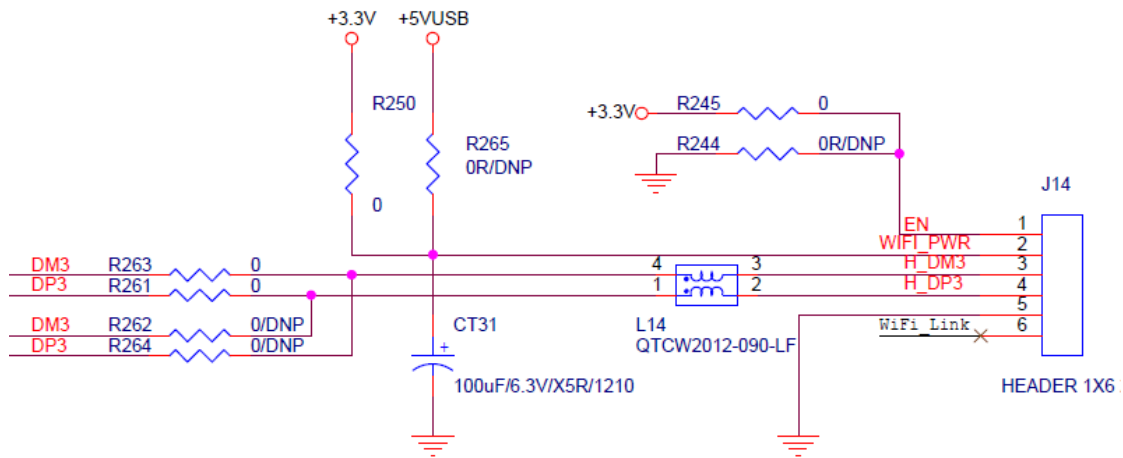 +3.3V +5VUSB
R250
R265
0R/DNP
0
+3.3V
R245 0
R244 0R/DNP
J14
EN 1
WIFI_PWR 2
H_DM3 3
H_DP3 4
5
WiFi_Link 6
HEADER 1X6
DM3 R263 0
DP3 R261 0
DM3 R262 0/DNP
DP3 R264 0/DNP
4 3
1 2
L14
QTCW2012-090-LF
CT31
+
100uF/6.3V/X5R/1210